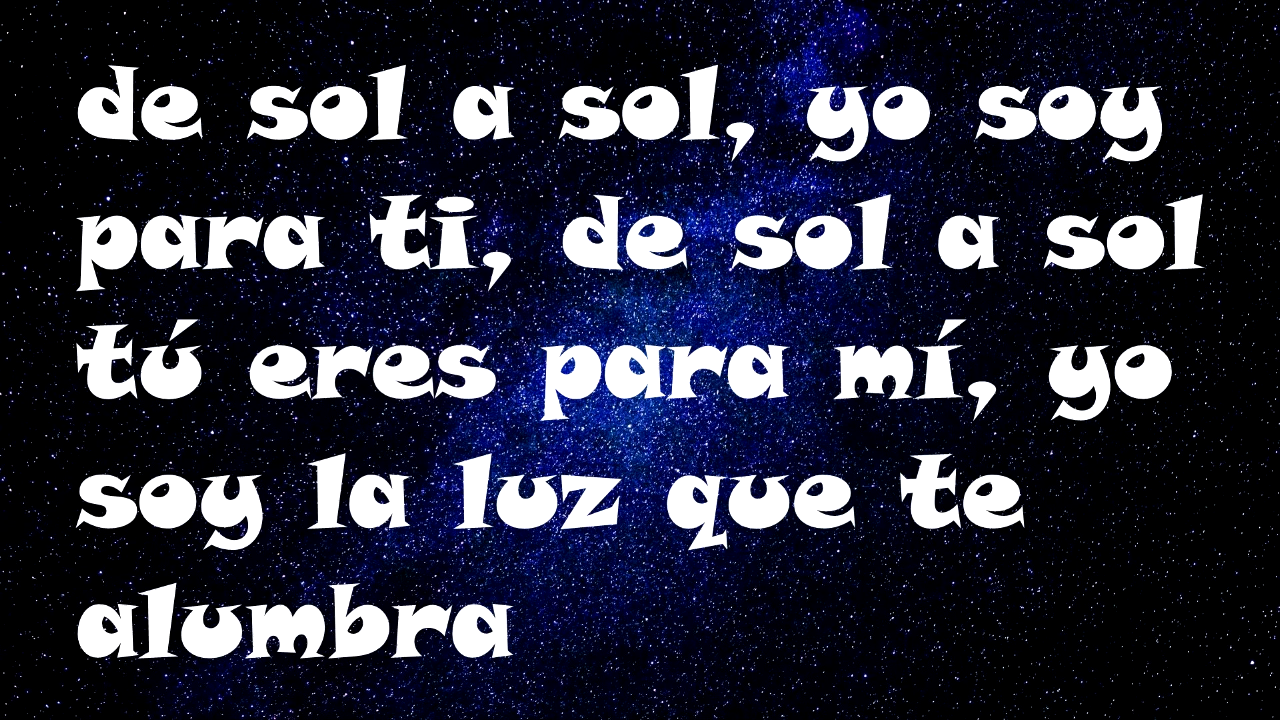 de sol a sol, yo soy
para ti, de sol a sol
tú eres para mí, yo
soy la luz que te
alumbra